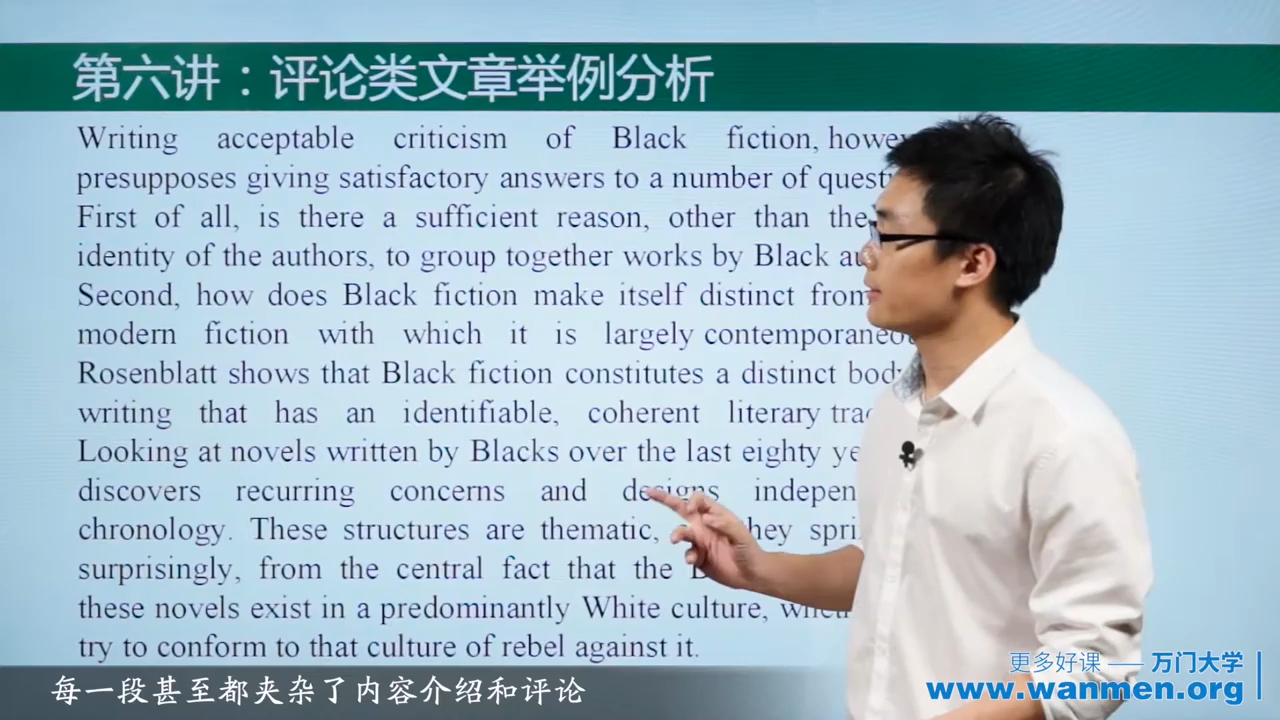 第六讲：评论类文章举例分析
Writing acceptable criticism of Black fiction,
presupposes giving satisfactory answers to a number of
First of all, is there a sufficient reason, other than the
identity of the authors, to group together works by Black
Second, how does Black fiction make itself distinct from
modern fiction with which it is largely
Rosenblatt shows that Black fiction constitutes a distinct
writing that has an identifiable, coherent literary
Looking at novels written by Blacks over the last eighty
discovers recurring concerns and designs
chronology. These structures are thematic,
surprisingly, from the central fact that the
these novels exist in a predominantly White culture,
try to conform to that culture of rebel against it.
每一段甚至都夹杂了内容介绍和评论
更多好课 —— 万门大学
www.wanmen.org